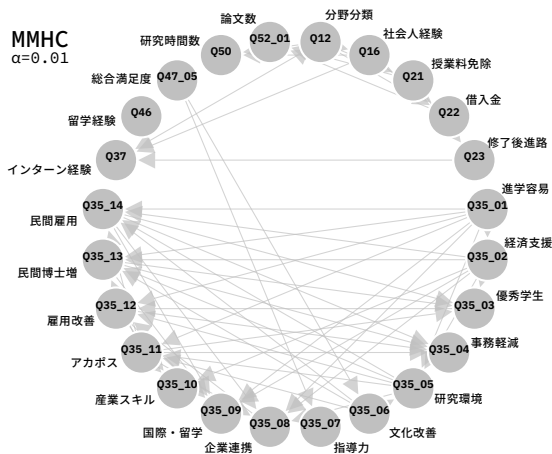 MMHC
α=0.01
論文数
分野分類
研究時間数
社会人経験
Q52_01
Q12
Q50
Q16
総合満足度
Q47_05
Q21
授業料免除
留学経験
Q46
Q22
借入金
インターン経験
Q37
Q23
修了後進路
Q35_14
Q35_01
進学容易
民間雇用
Q35_13
Q35_02
経済支援
民間博士増
Q35_12
Q35_03
優秀学生
雇用改善
Q35_11
Q35_04
事務軽減
アカポス
Q35_10
Q35_05
産業スキル
研究環境
Q35_09
Q35_06
国際・留学
Q35_08
Q35_07
文化改善
企業連携
指導力